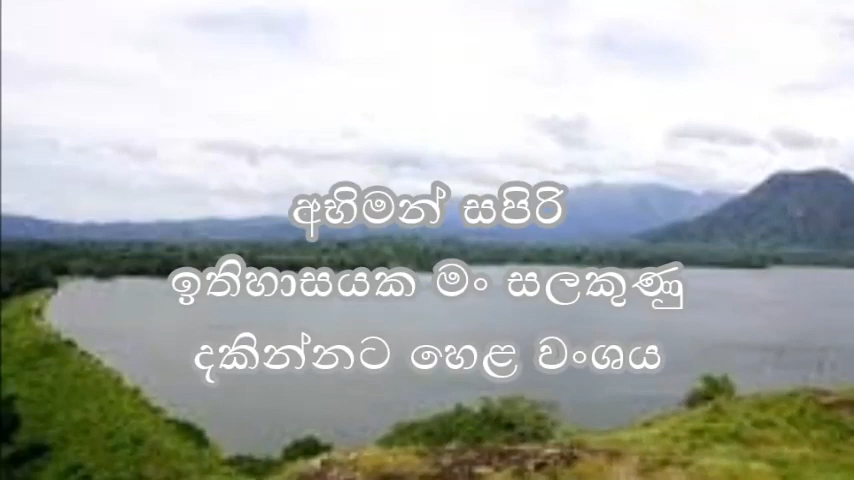 අභිමන් සපිරි
ඉතිහාසයක මං සලකුණු
දකින්නට හෙළ වංශය